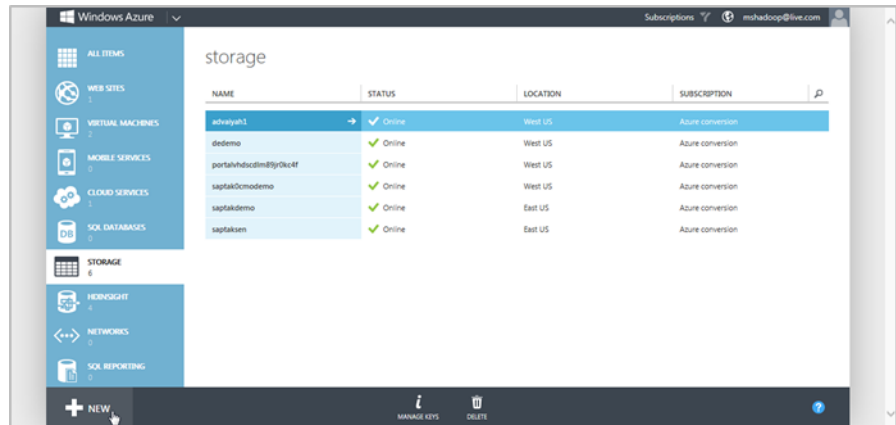 Windows Azure
Subscriptions mshadoop@live.com
ALL ITEMS
WEB SITES
1
VIRTUAL MACHINES
2
MOBILE SERVICES
0
CLOUD SERVICES
1
SQL DATABASES
0
DB
STORAGE
6
HDINSIGHT
4
NETWORKS
0
SQL REPORTING
0
storage
NAME STATUS LOCATION SUBSCRIPTION
advaiyah1 Online West US Azure conversion
dedemo Online West US Azure conversion
portalvhdscdlm89jr0kc4f Online West US Azure conversion
saptak0cmodemo Online West US Azure conversion
saptakdemo Online East US Azure conversion
saptaksen Online East US Azure conversion
NEW
MANAGE KEYS
DELETE
?